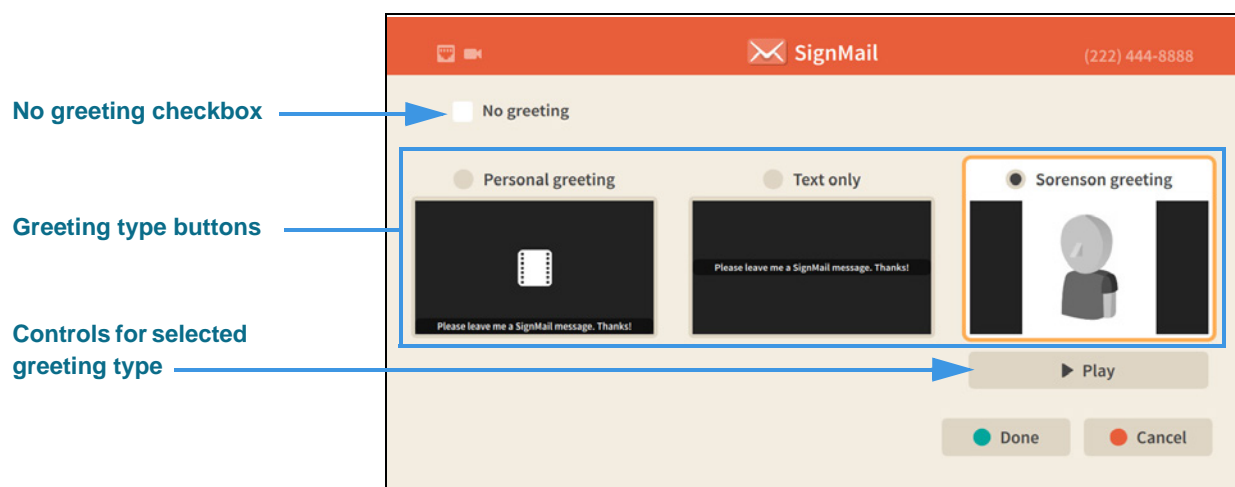 SignMail
(222) 444-8888
No greeting checkbox
No greeting
Greeting type buttons
Personal greeting
Text only
Sorenson greeting
Please leave me a SignMail message. Thanks!
Please leave me a SignMail message. Thanks!
Controls for selected
greeting type
Play
Done
Cancel